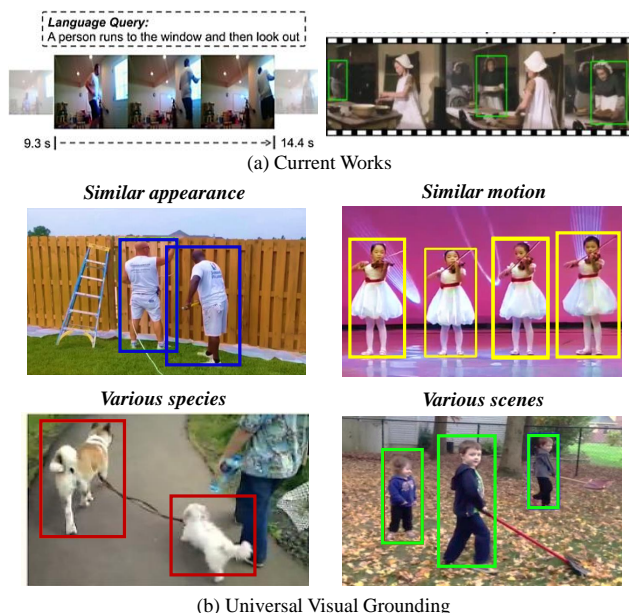 Language Query:
A person runs to the window and then look out
9.3 s
14.4 s
(a) Current Works
Similar appearance
Similar motion
Various species
Various scenes
(b) Universal Visual Grounding